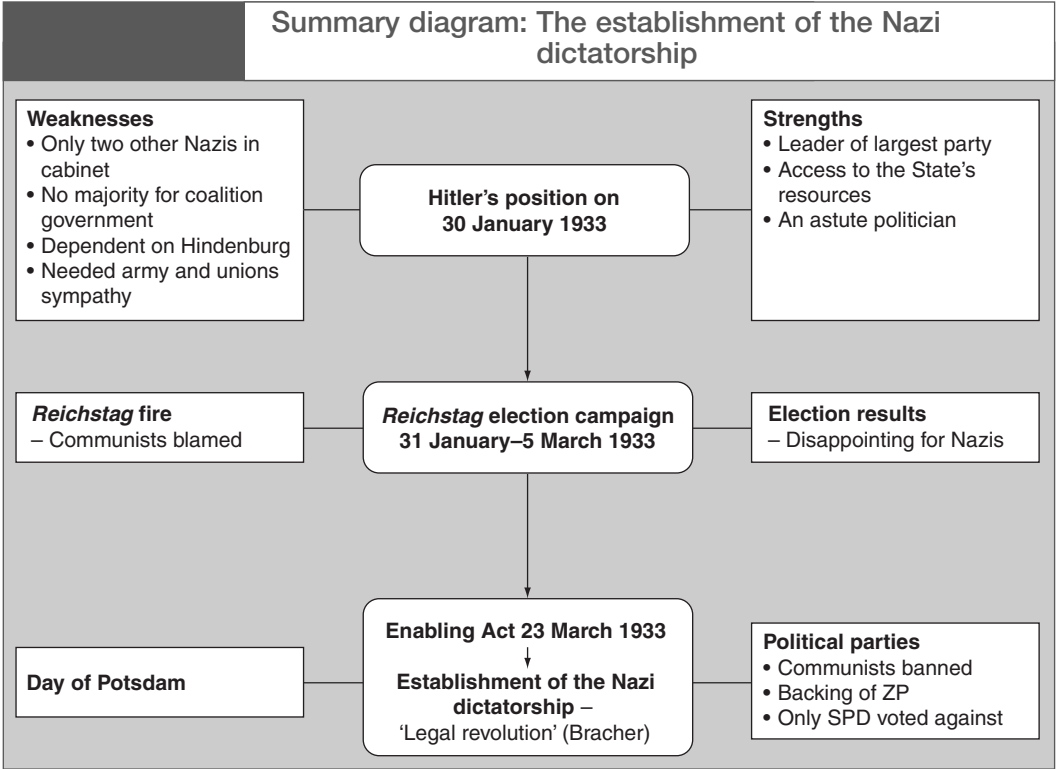 Summary diagram: The establishment of the Nazi
dictatorship
Weaknesses
• Only two other Nazis in
cabinet
• No majority for coalition
government
• Dependent on Hindenburg
• Needed army and unions
sympathy
Hitler's position on
30 January 1933
Strengths
• Leader of largest party
• Access to the State's
resources
• An astute politician
Reichstag fire
– Communists blamed
Reichstag election campaign
31 January–5 March 1933
Election results
– Disappointing for Nazis
Day of Potsdam
Enabling Act 23 March 1933
Establishment of the Nazi
dictatorship –
'Legal revolution' (Bracher)
Political parties
• Communists banned
• Backing of ZP
• Only SPD voted against